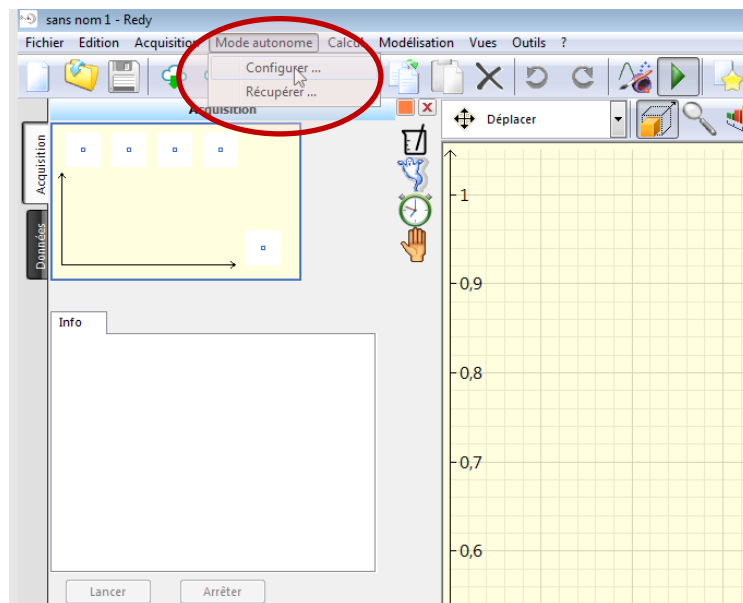 sans nom 1 - Redy
Fichier Edition Acquisition Mode autonome Calcul Modélisation Vues Outils ?
Configurer ...
Récupérer ...
Acquisition
Déplacer
Acquisition
Données
1
0,9
0,8
0,7
0,6
Info
Lancer Arrêter